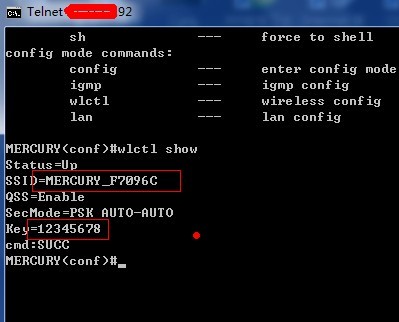 Telnet 92
sh --- force to shell
config mode commands:
config --- enter config mode
igmp --- igmp config
wlctl --- wireless config
lan --- lan config
MERCURY(conf)#wlctl show
Status=Up
SSID=MERCURY_F7096C
QSS=Enable
SecMode=PSK AUTO-AUTO
Key=12345678
cmd:SUCC
MERCURY(conf)#_